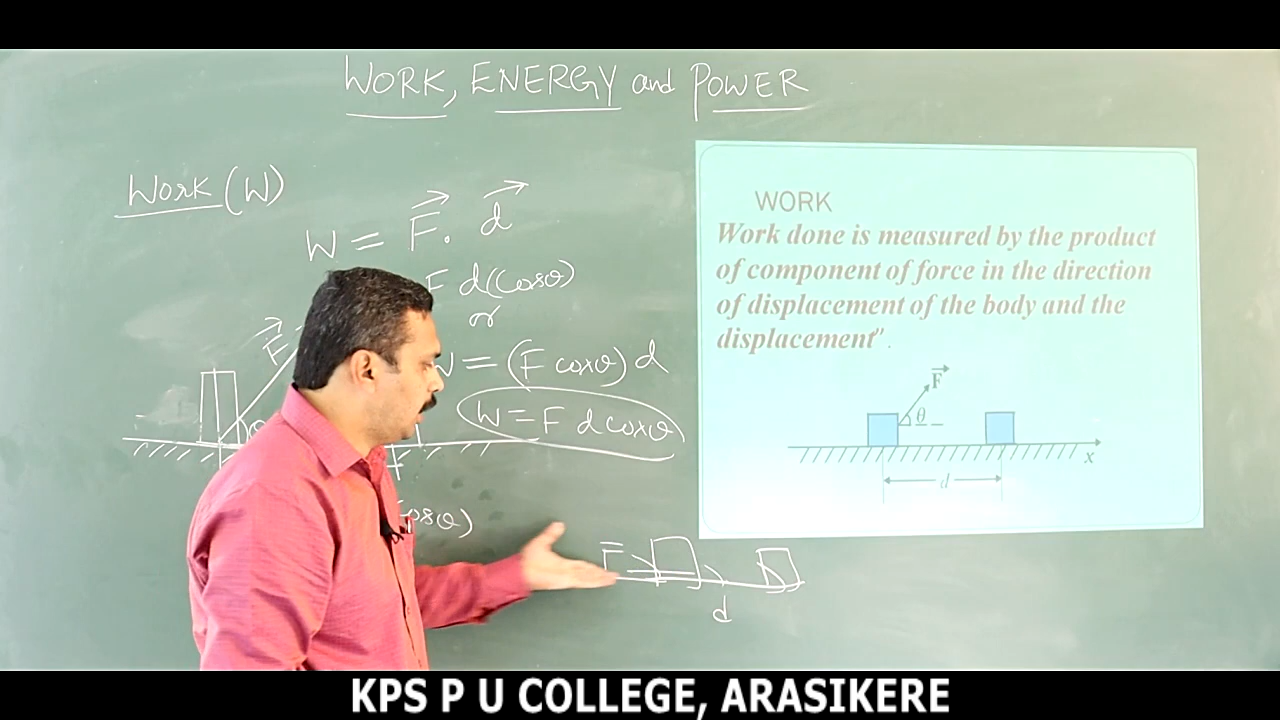 WORK, ENERGY and POWER
Work (W)
W = F. d
F d(Cosθ)
or
W = (F cosθ) d
W = F d cosθ
F
Cosθ)
F
d
WORK
Work done is measured by the product
of component of force in the direction
of displacement of the body and the
displacement".
F
θ
x
d
KPS P U COLLEGE, ARASIKERE